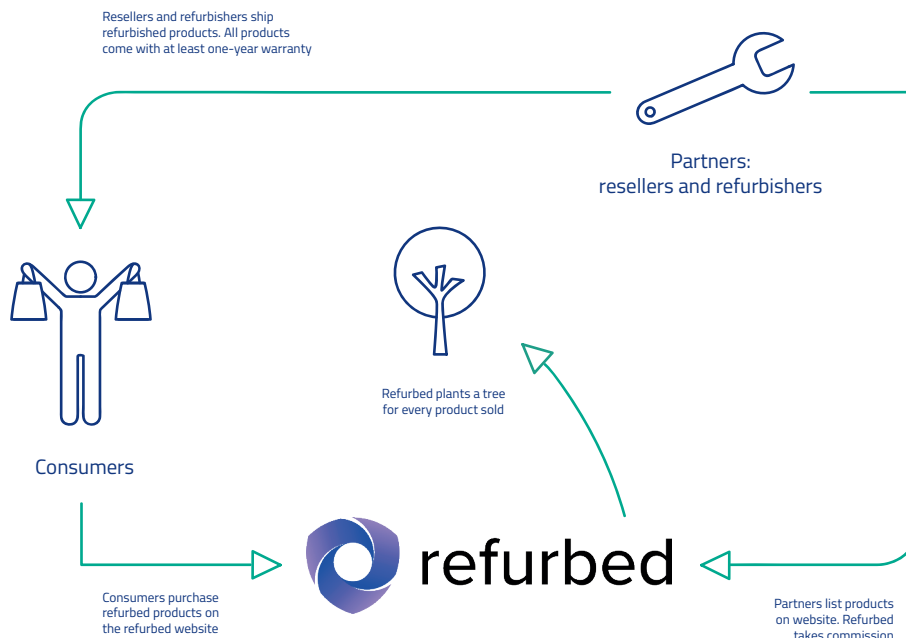 Resellers and refurbishers ship
refurbished products. All products
come with at least one-year warranty
Partners:
resellers and refurbishers
Refurbed plants a tree
for every product sold
Consumers
refurbed
Consumers purchase
refurbed products on
the refurbed website
Partners list products
on website. Refurbed
takes commission